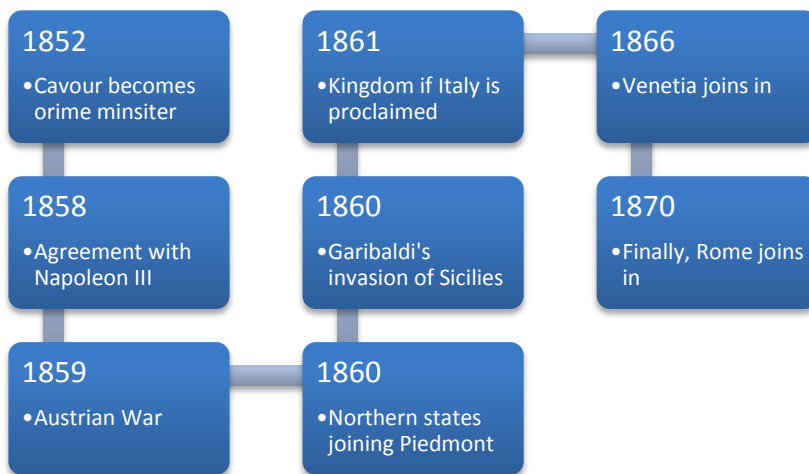 1852
•Cavour becomes
orime minsiter
1858
•Agreement with
Napoleon III
1859
•Austrian War
1860
•Northern states
joining Piedmont
1860
•Garibaldi's
invasion of Sicilies
1861
•Kingdom if Italy is
proclaimed
1866
•Venetia joins in
1870
•Finally, Rome joins
in